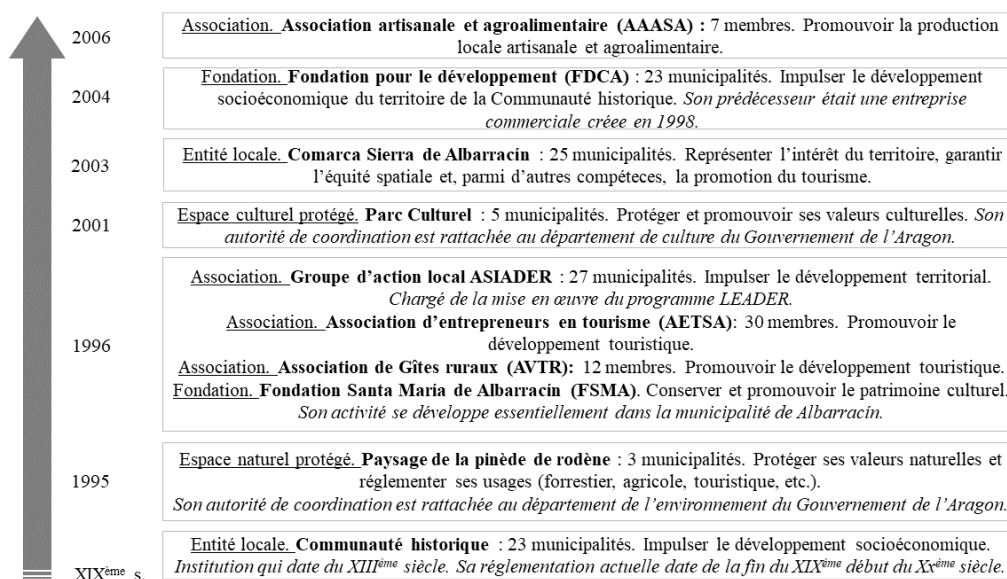 2006
Association. Association artisanale et agroalimentaire (AAASA) : 7 membres. Promouvoir la production
locale artisanale et agroalimentaire.
2004
Fondation. Fondation pour le développement (FDCA) : 23 municipalités. Impulser le développement
socioéconomique du territoire de la Communauté historique. Son prédécesseur était une entreprise
commerciale créee en 1998.
2003
Entité locale. Comarca Sierra de Albarracín : 25 municipalités. Représenter l’intérêt du territoire, garantir
l’équité spatiale et, parmi d’autres compéteces, la promotion du tourisme.
2001
Espace culturel protégé. Parc Culturel : 5 municipalités. Protéger et promouvoir ses valeurs culturelles. Son
autorité de coordination est rattachée au département de culture du Gouvernement de l’Aragon.
1996
Association. Groupe d’action local ASIADER : 27 municipalités. Impulser le développement territorial.
Chargé de la mise en œuvre du programme LEADER.
Association. Association d’entrepreneurs en tourisme (AETSA): 30 membres. Promouvoir le
développement touristique.
Association. Association de Gîtes ruraux (AVTR): 12 membres. Promouvoir le développement touristique.
Fondation. Fondation Santa María de Albarracín (FSMA). Conserver et promouvoir le patrimoine culturel.
Son activité se développe essentiellement dans la municipalité de Albarracín.
1995
Espace naturel protégé. Paysage de la pinède de rodène : 3 municipalités. Protéger ses valeurs naturelles et
réglementer ses usages (forrestier, agricole, touristique, etc.).
Son autorité de coordination est rattachée au département de l’environnement du Gouvernement de l’Aragon.
XIXème s.
Entité locale. Communauté historique : 23 municipalités. Impulser le développement socioéconomique.
Institution qui date du XIIIème siècle. Sa réglementation actuelle date de la fin du XIXème début du Xxème siècle.